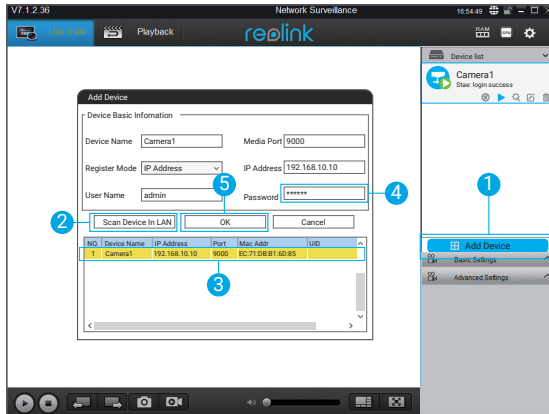 V7.1.2.36 Network Surveillance 16:54:49
Live View Playback reolink RAM CPU
Device list
Camera1
Stae: login success
Add Device
Device Basic Infomation
Device Name Camera1 Media Port 9000
Register Mode IP Address IP Address 192.168.10.10
User Name admin Password ******
5
4
1
2
Scan Device In LAN OK Cancel
NO. Device Name IP Address Port Mac Addr UID
1 Camera1 192.168.10.10 9000 EC:71:DB:B1:6D:85
3
Add Device
Basic Settings
Advanced Settings